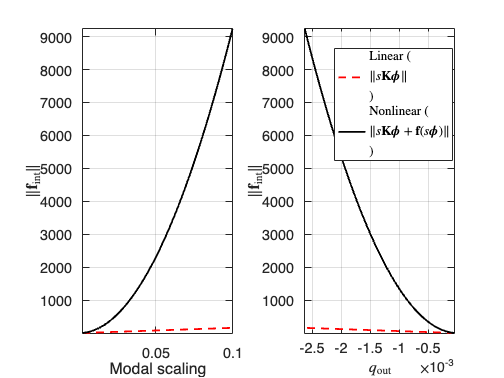 9000
8000
7000
6000
5000
4000
3000
2000
1000
‖f_int‖
0.05 0.1
Modal scaling
9000
8000
7000
6000
5000
4000
3000
2000
1000
‖f_int‖
Linear (
‖sKϕ‖
)
Nonlinear (
‖sKϕ + f(sϕ)‖
)
-2.5 -2 -1.5 -1 -0.5
q_out ×10^-3